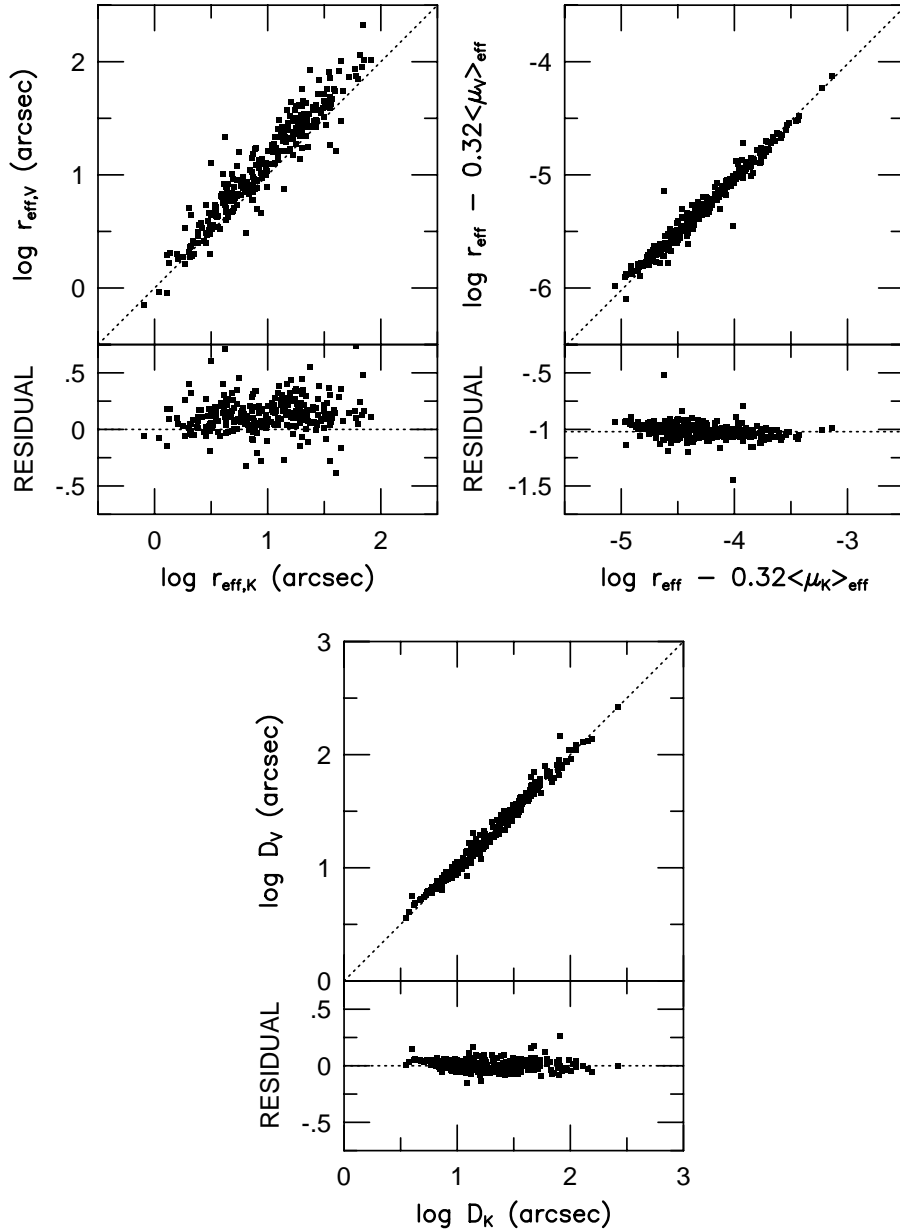 2
1
0
log r_eff,V (arcsec)
.5
0
-.5
RESIDUAL
0 1 2
log r_eff,K (arcsec)
-4
-5
-6
log r_eff – 0.32<μ_V>_eff
-.5
-1
-1.5
RESIDUAL
-5 -4 -3
log r_eff – 0.32<μ_K>_eff
3
2
1
0
log D_V (arcsec)
.5
0
-.5
RESIDUAL
0 1 2 3
log D_K (arcsec)